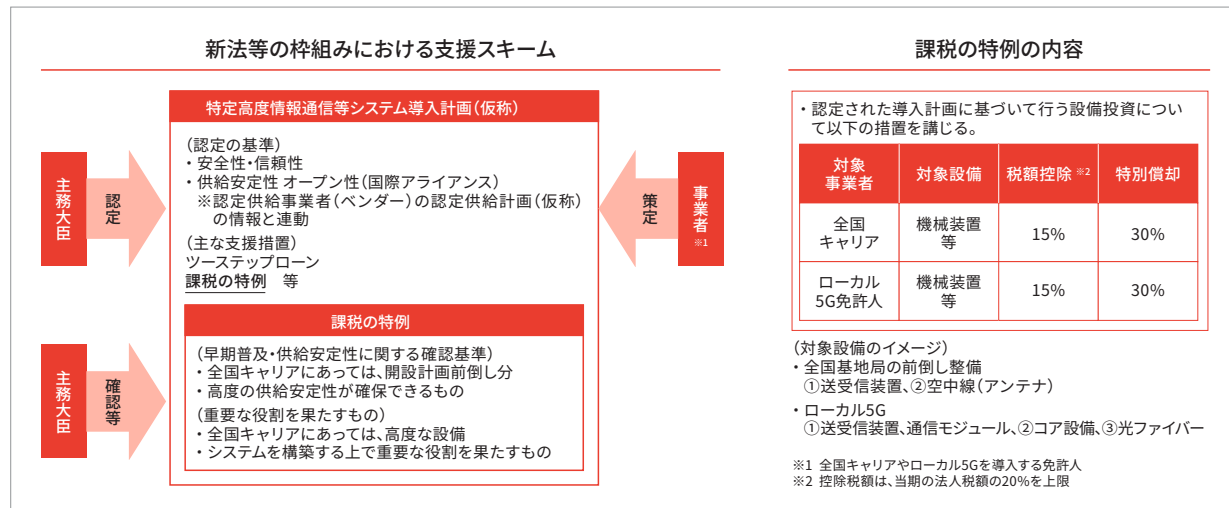 新法等の枠組みにおける支援スキーム
主務大臣
認定
主務大臣
確認等
特定高度情報通信等システム導入計画(仮称)
(認定の基準)
・安全性・信頼性
・供給安定性 オープン性(国際アライアンス)
※認定供給事業者(ベンダー)の認定供給計画(仮称)
の情報と連動
(主な支援措置)
ツーステップローン
課税の特例 等
課税の特例
(早期普及・供給安定性に関する確認基準)
・全国キャリアにあっては、開設計画前倒し分
・高度の供給安定性が確保できるもの
(重要な役割を果たすもの)
・全国キャリアにあっては、高度な設備
・システムを構築する上で重要な役割を果たすもの
策定
事業者
※1
課税の特例の内容
・認定された導入計画に基づいて行う設備投資につい
て以下の措置を講じる。
対象
事業者
対象設備
税額控除 ※2
特別償却
全国
キャリア
機械装置
等
15%
30%
ローカル
5G免許人
機械装置
等
15%
30%
(対象設備のイメージ)
・全国基地局の前倒し整備
①送受信装置、②空中線(アンテナ)
・ローカル5G
①送受信装置、通信モジュール、②コア設備、③光ファイバー
※1 全国キャリアやローカル5Gを導入する免許人
※2 控除税額は、当期の法人税額の20%を上限